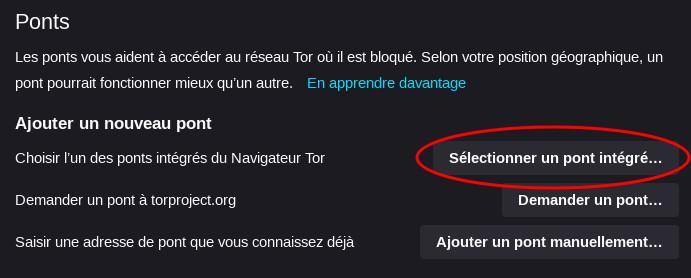 Ponts
Les ponts vous aident à accéder au réseau Tor où il est bloqué. Selon votre position géographique, un
pont pourrait fonctionner mieux qu’un autre. En apprendre davantage
Ajouter un nouveau pont
Choisir l’un des ponts intégrés du Navigateur Tor Sélectionner un pont intégré…
Demander un pont à torproject.org Demander un pont…
Saisir une adresse de pont que vous connaissez déjà Ajouter un pont manuellement…